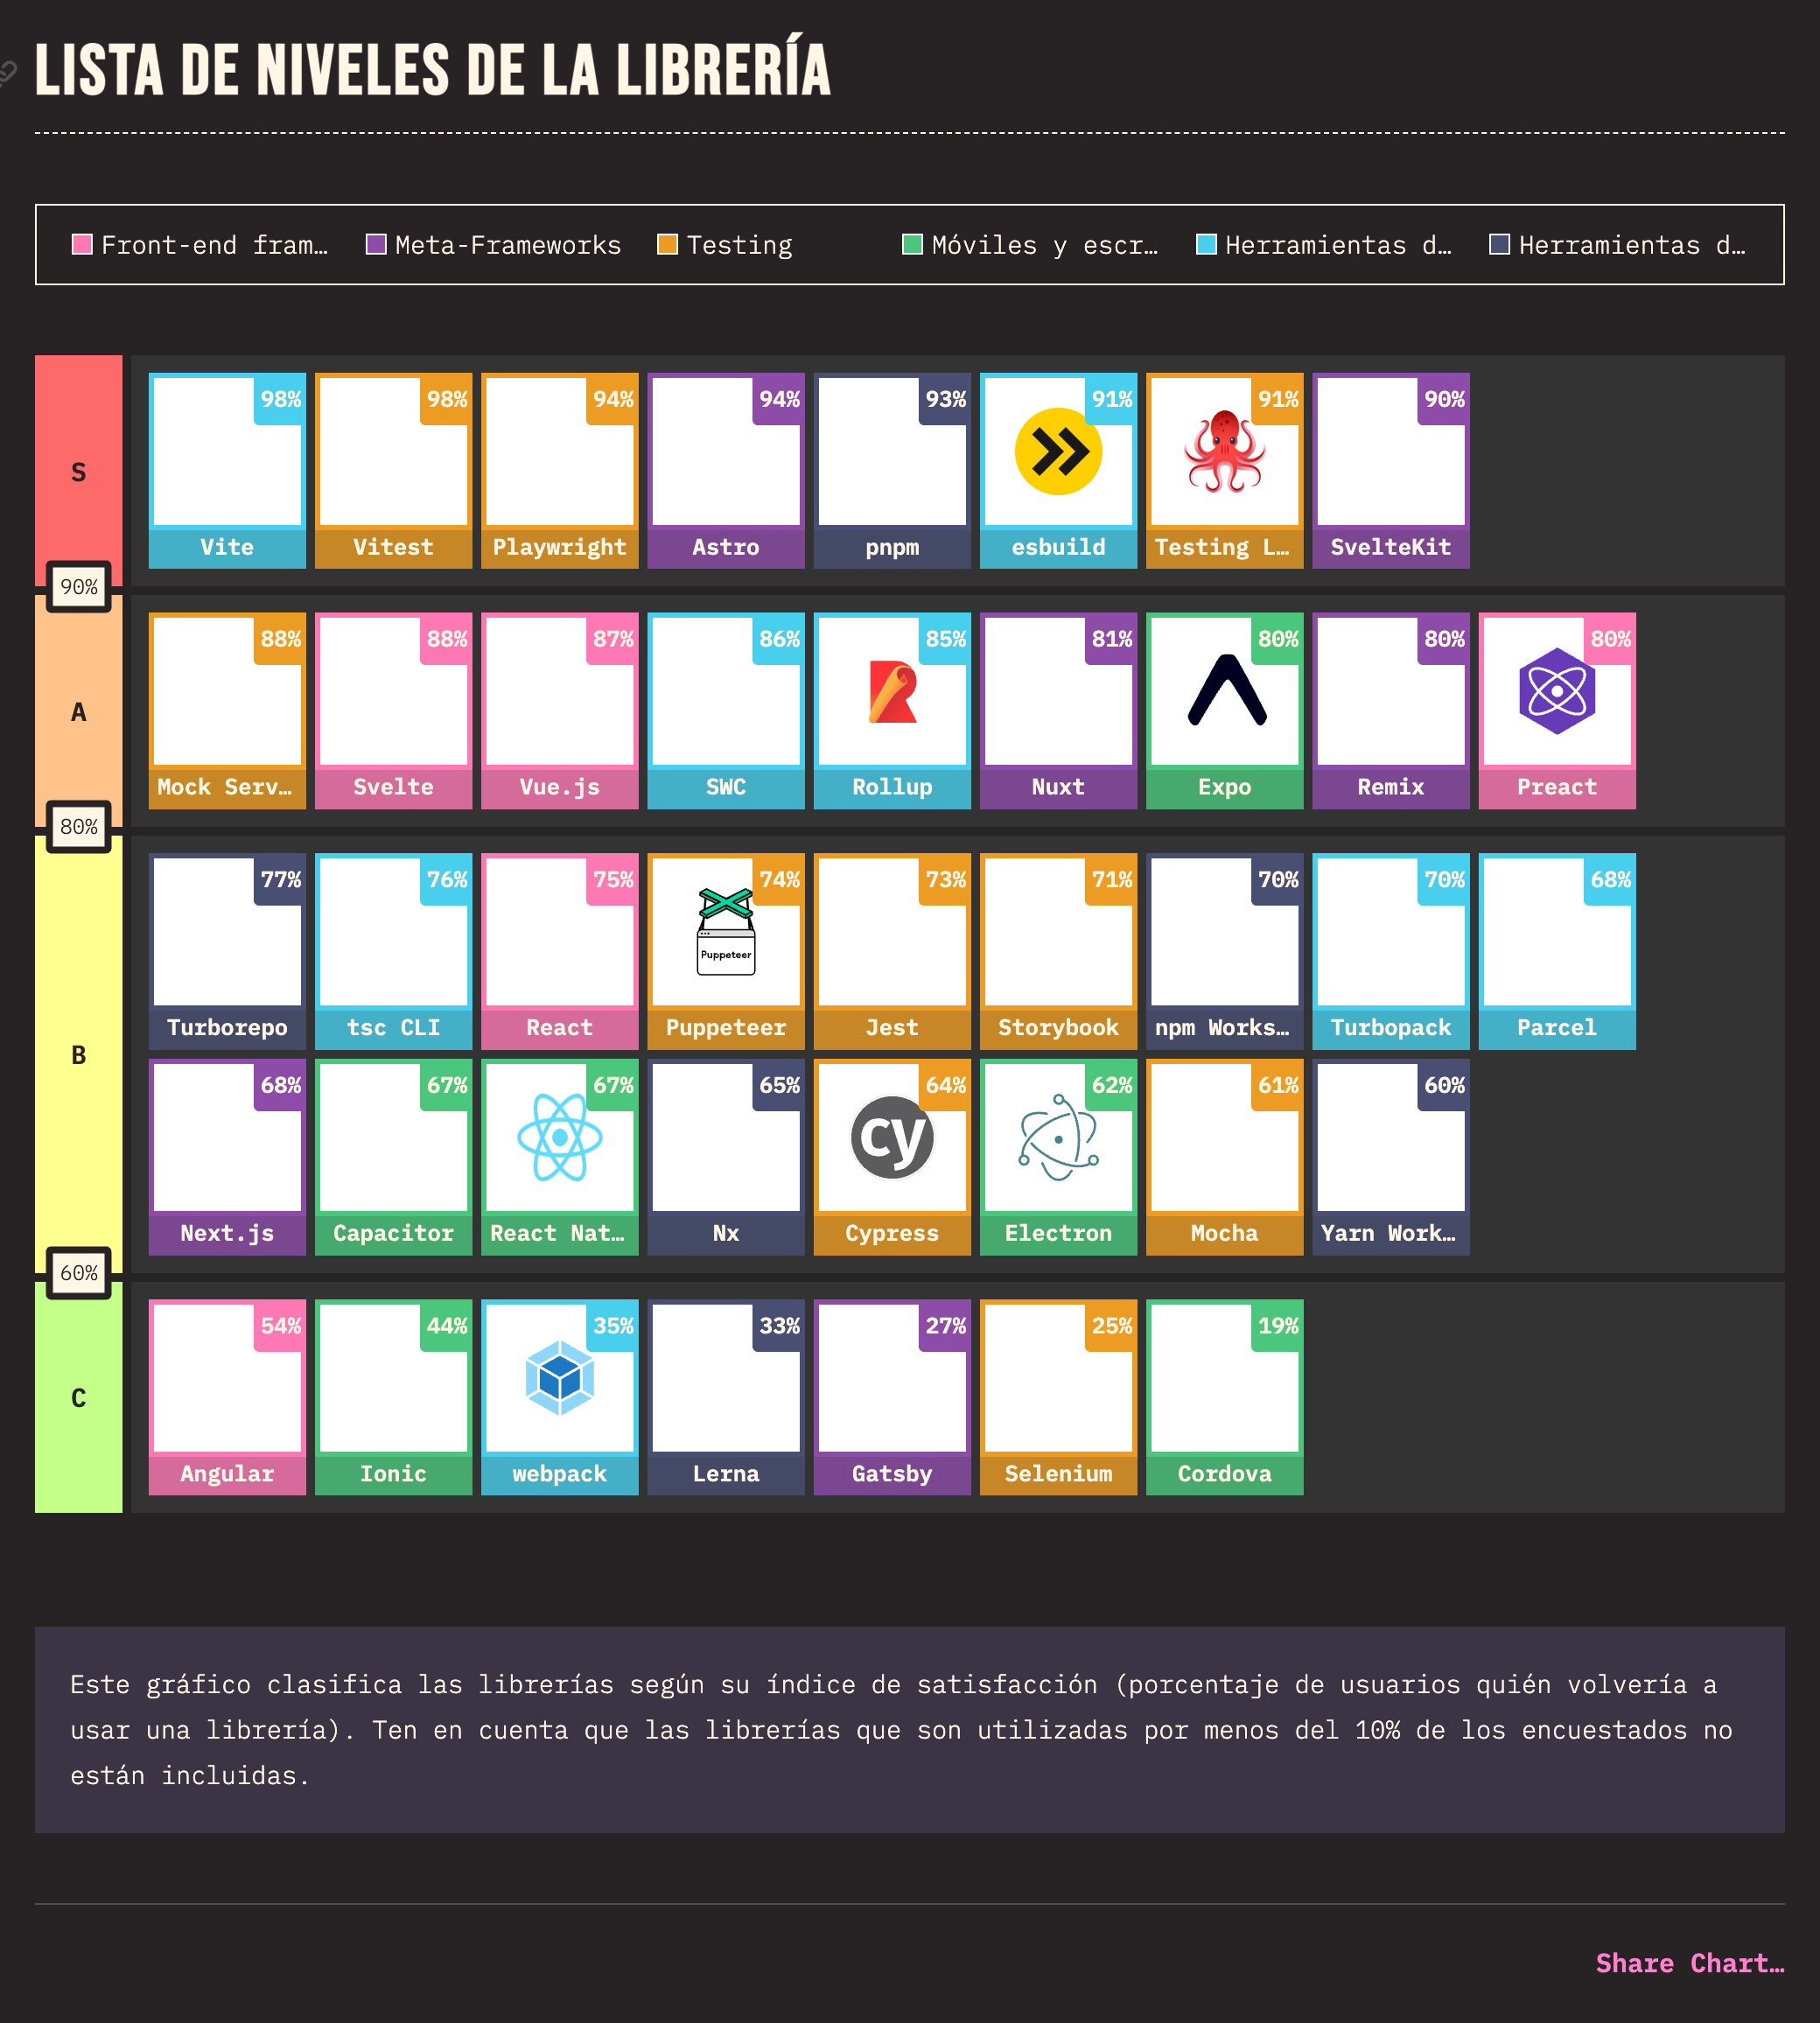 LISTA DE NIVELES DE LA LIBRERÍA
Front-end fram… Meta-Frameworks Testing Móviles y escr… Herramientas d… Herramientas d…
S
98% 98% 94% 94% 93% 91% 91% 90%
Vite Vitest Playwright Astro pnpm esbuild Testing L… SvelteKit
90%
A
88% 88% 87% 86% 85% 81% 80% 80% 80%
Mock Serv… Svelte Vue.js SWC Rollup Nuxt Expo Remix Preact
80%
B
77% 76% 75% 74% 73% 71% 70% 70% 68%
Puppeteer
Turborepo tsc CLI React Puppeteer Jest Storybook npm Works… Turbopack Parcel
68% 67% 67% 65% 64% 62% 61% 60%
cy
Next.js Capacitor React Nat… Nx Cypress Electron Mocha Yarn Work…
60%
C
54% 44% 35% 33% 27% 25% 19%
Angular Ionic webpack Lerna Gatsby Selenium Cordova
Este gráfico clasifica las librerías según su índice de satisfacción (porcentaje de usuarios quién volvería a
usar una librería). Ten en cuenta que las librerías que son utilizadas por menos del 10% de los encuestados no
están incluidas.
Share Chart…